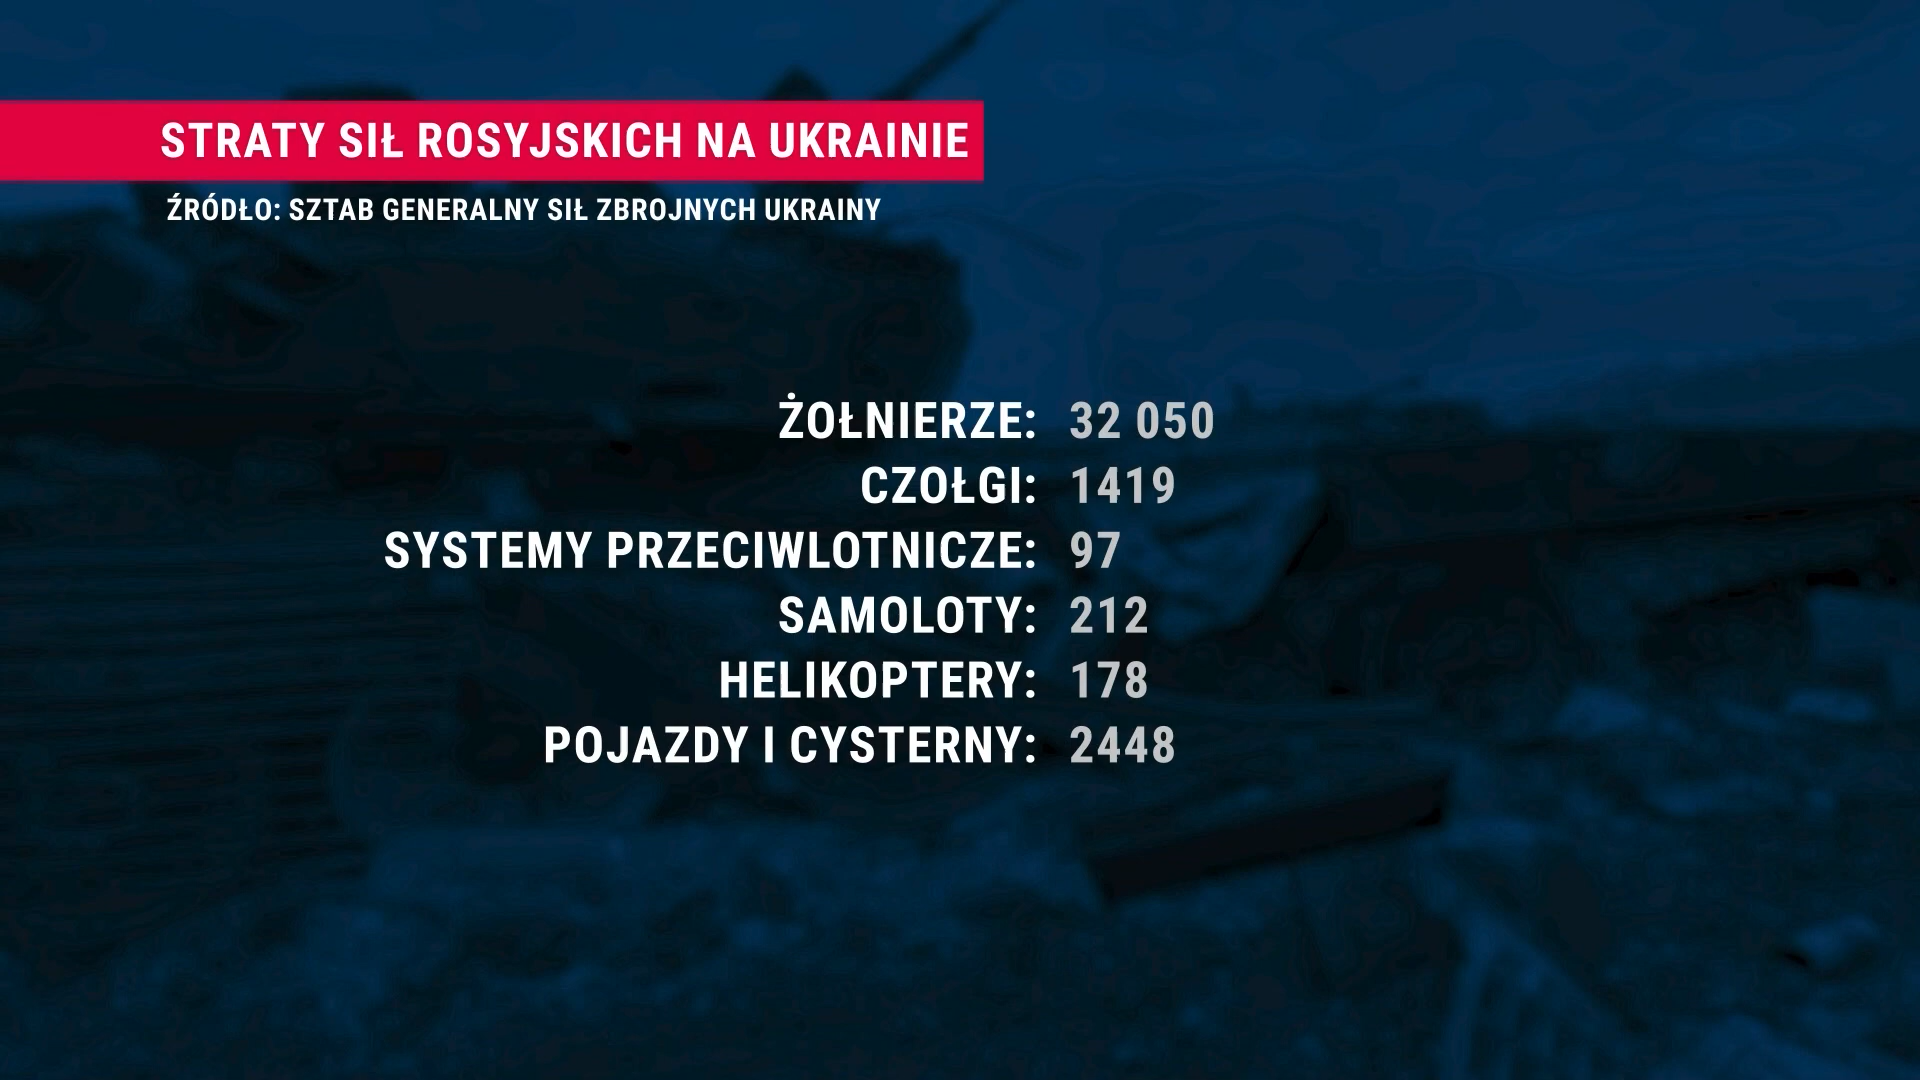 STRATY SIŁ ROSYJSKICH NA UKRAINIE
ŹRÓDŁO: SZTAB GENERALNY SIŁ ZBROJNYCH UKRAINY
ŻOŁNIERZE: 32 050
CZOŁGI: 1419
SYSTEMY PRZECIWLOTNICZE: 97
SAMOLOTY: 212
HELIKOPTERY: 178
POJAZDY I CYSTERNY: 2448